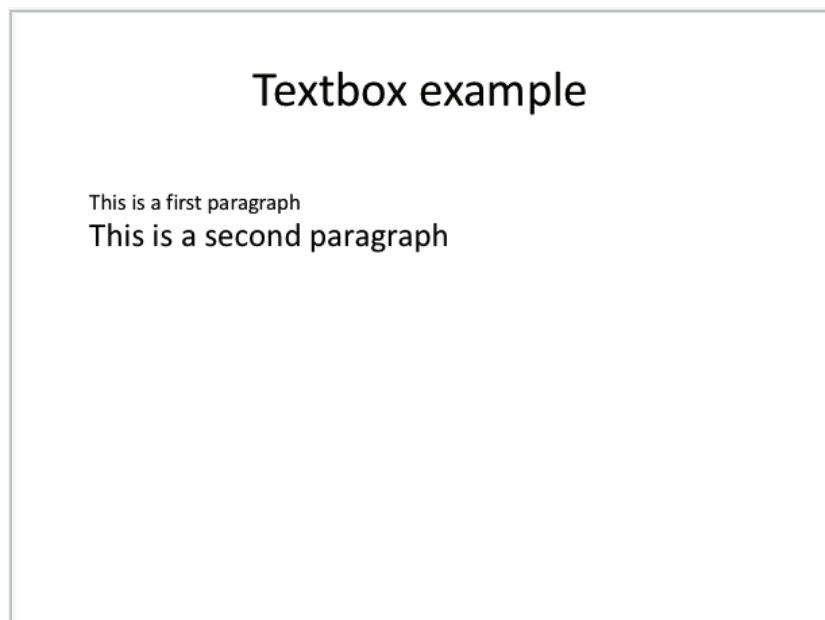 Textbox example
This is a first paragraph
This is a second paragraph